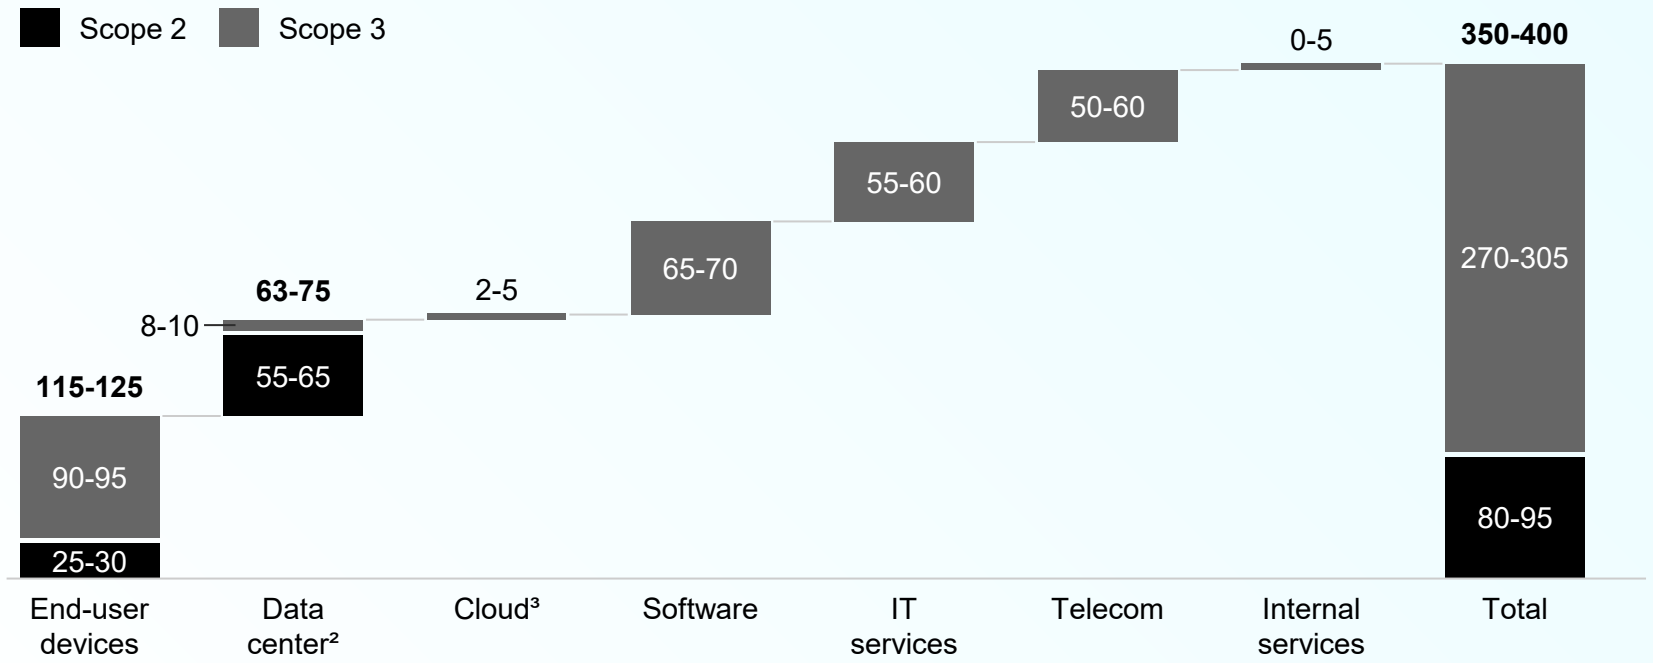 Scope 2
Scope 3
0-5
350-400
50-60
55-60
270-305
65-70
63-75
2-5
8-10
55-65
115-125
90-95
80-95
25-30
End-user
devices
Data
center²
Cloud³
Software
IT
services
Telecom
Internal
services
Total